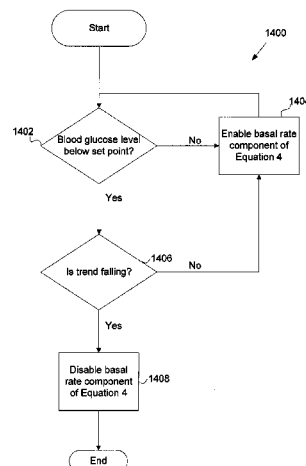 Start
1400
1404
1402
Blood glucose level
below set point?
No
Enable basal rate
component of
Equation 4
Yes
1406
Is trend falling?
No
Yes
Disable basal
rate component
of Equation 4
1408
End